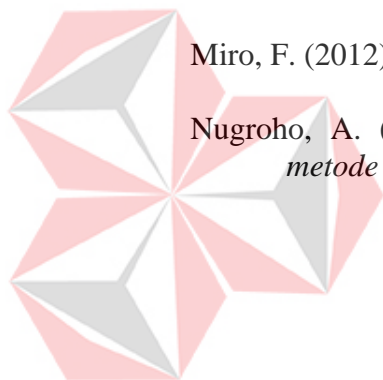 Miro, F. (2012)
Nugroho, A. (
metode